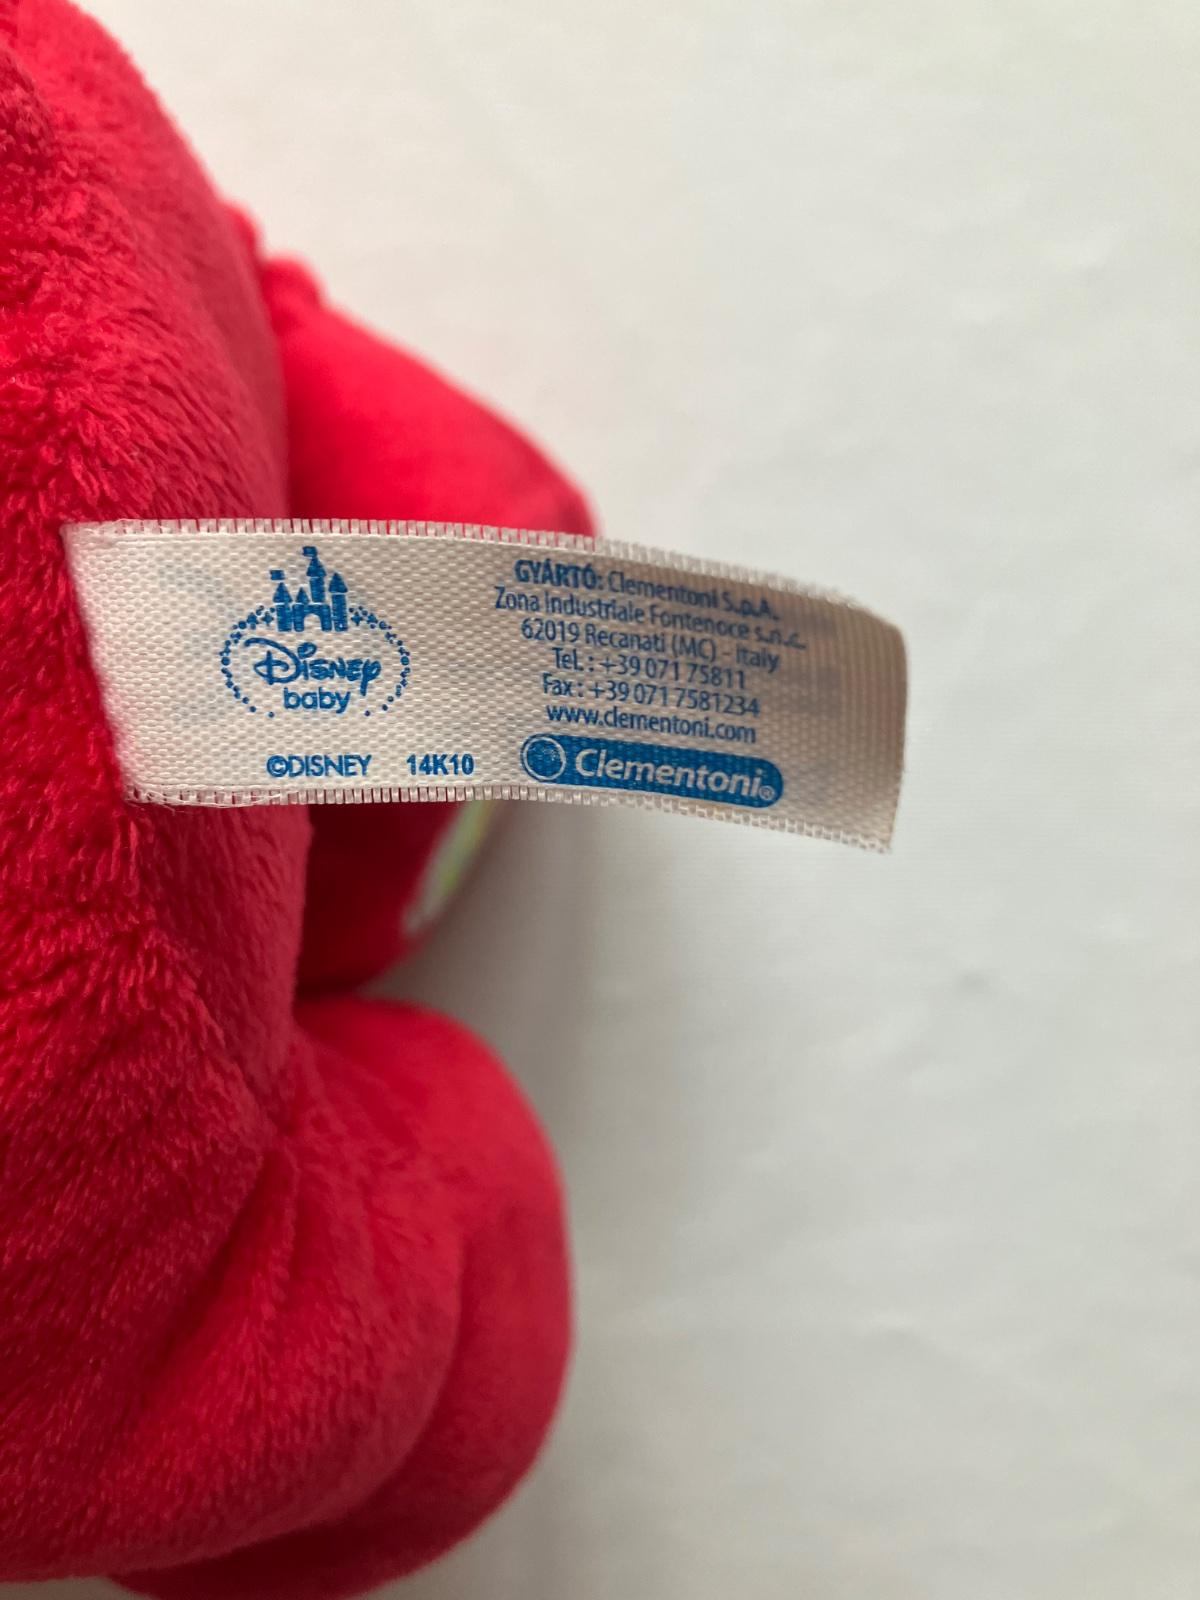 Disney
baby
©DISNEY 14K10
GYÁRTÓ: Clementoni S.p.A.
Zona Industriale Fontenoce s.n.c.
62019 Recanati (MC) - Italy
Tel.: +39 071 75811
Fax: +39 071 7581234
www.clementoni.com
Clementoni®